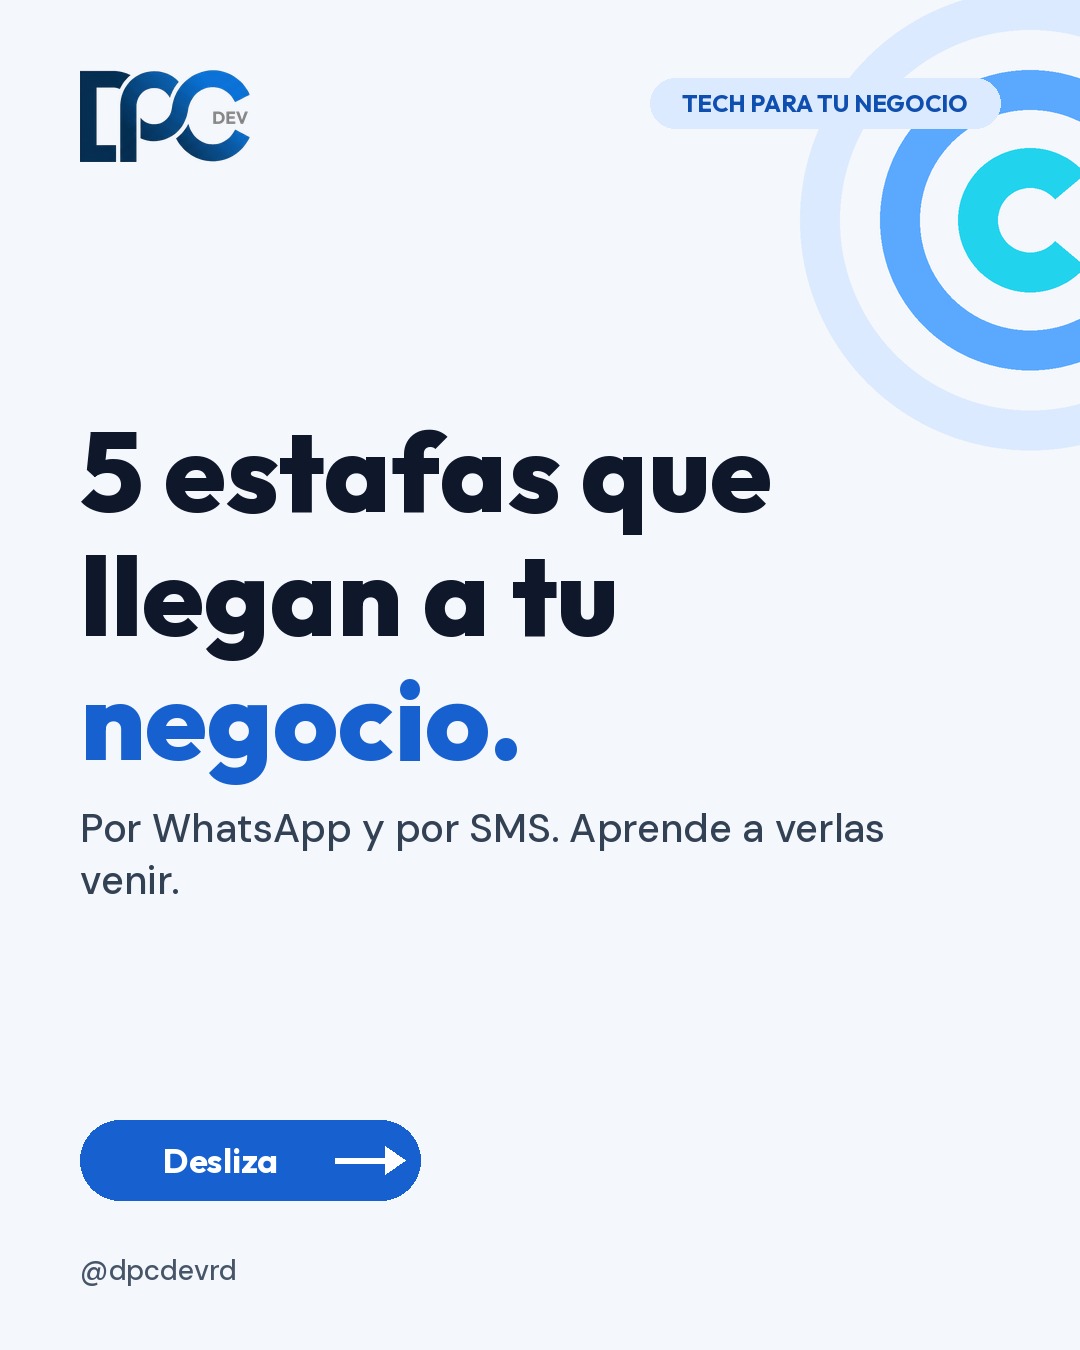 DPC DEV
TECH PARA TU NEGOCIO
5 estafas que
llegan a tu
negocio.
Por WhatsApp y por SMS. Aprende a verlas
venir.
Desliza
@dpcdevrd